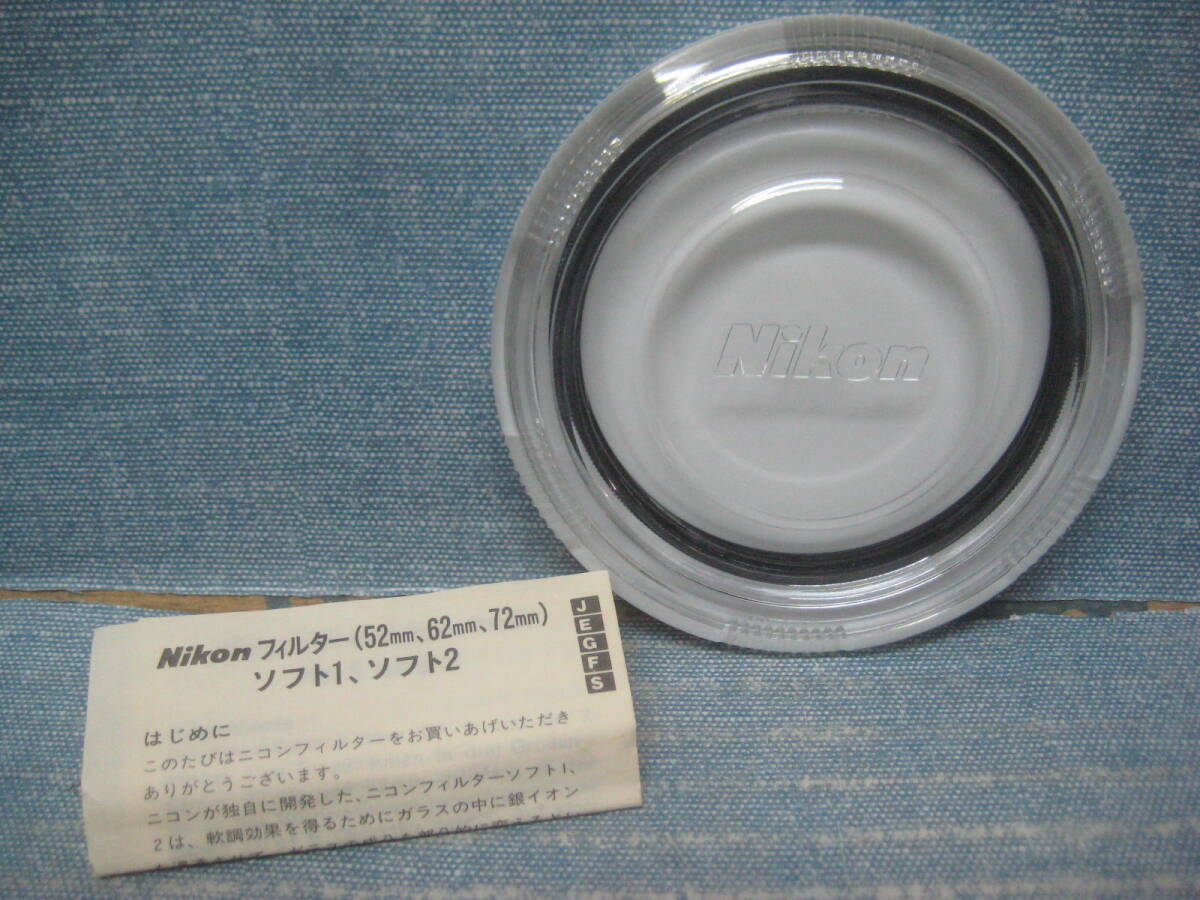 Nikon
Nikon フィルター(52mm、62mm、72mm)
ソフト1、ソフト2
J
E
G
F
S
はじめに
このたびはニコンフィルターをお買いあげいただき
ありがとうございます。
ニコンが独自に開発した、ニコンフィルターソフト1、
2は、軟調効果を得るためにガラスの中に銀イオン